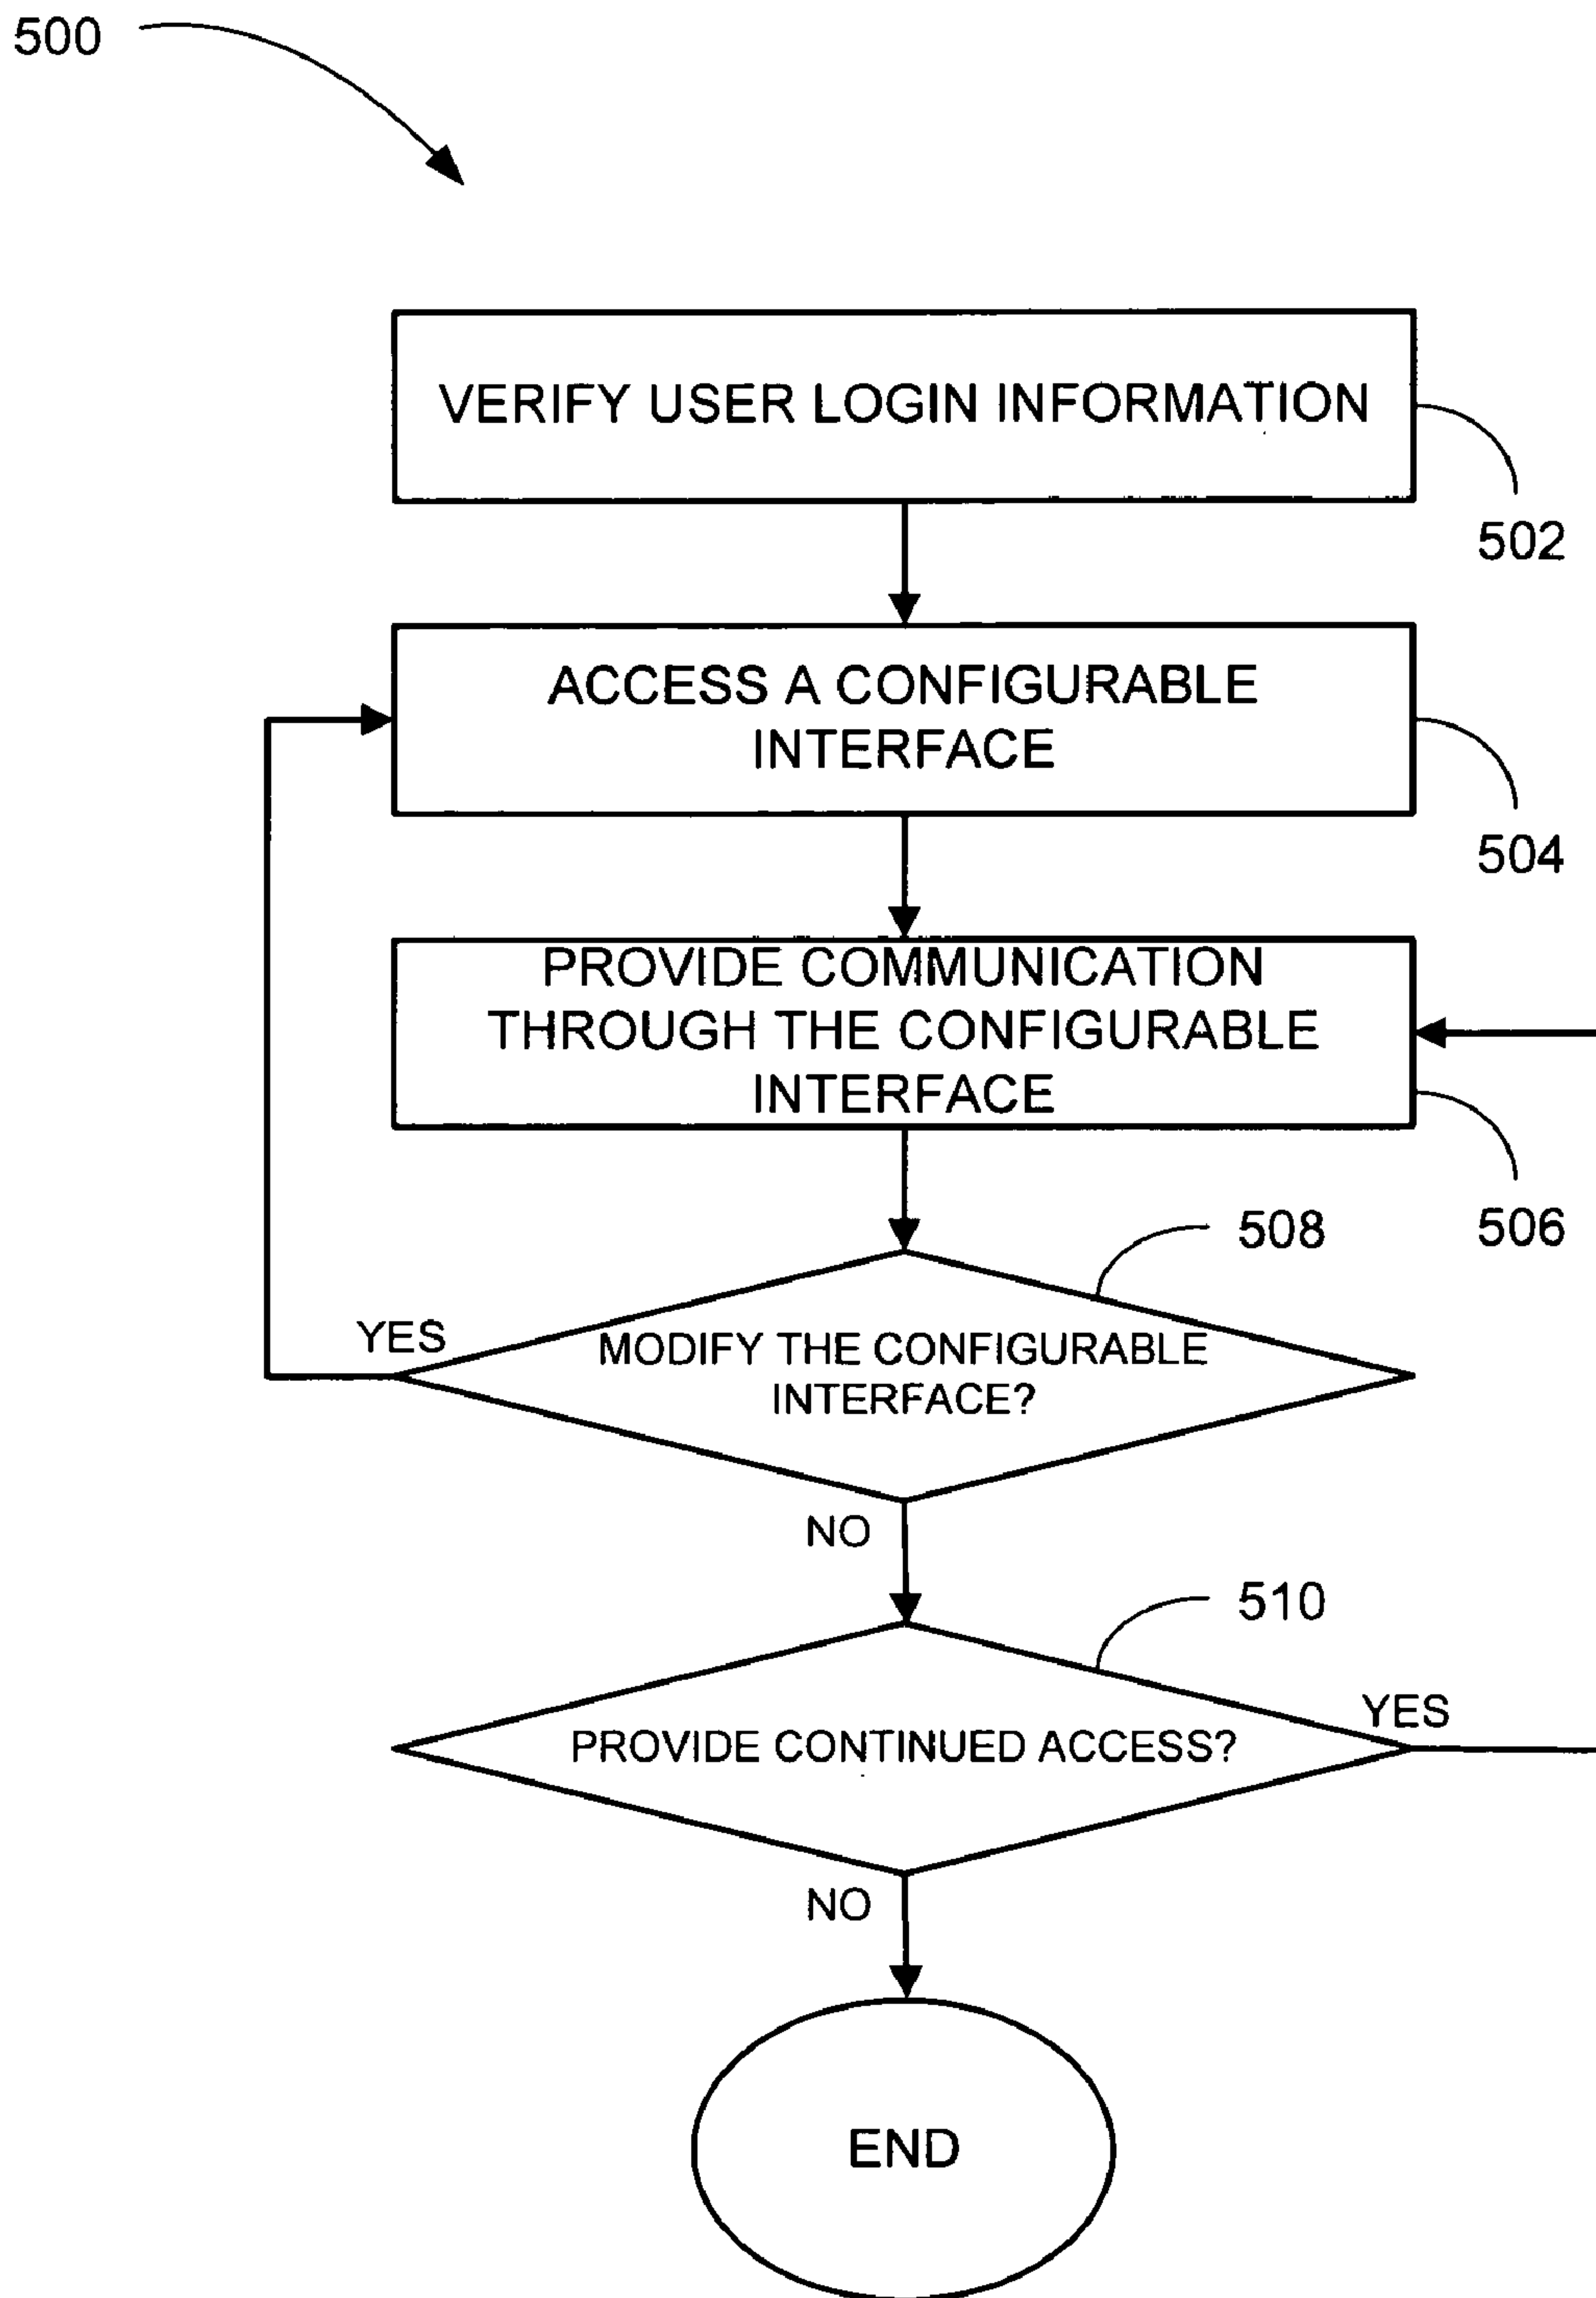 500
VERIFY USER LOGIN INFORMATION
502
ACCESS A CONFIGURABLE
INTERFACE
504
PROVIDE COMMUNICATION
THROUGH THE CONFIGURABLE
INTERFACE
506
508
YES
MODIFY THE CONFIGURABLE
INTERFACE?
NO
510
YES
PROVIDE CONTINUED ACCESS?
NO
END